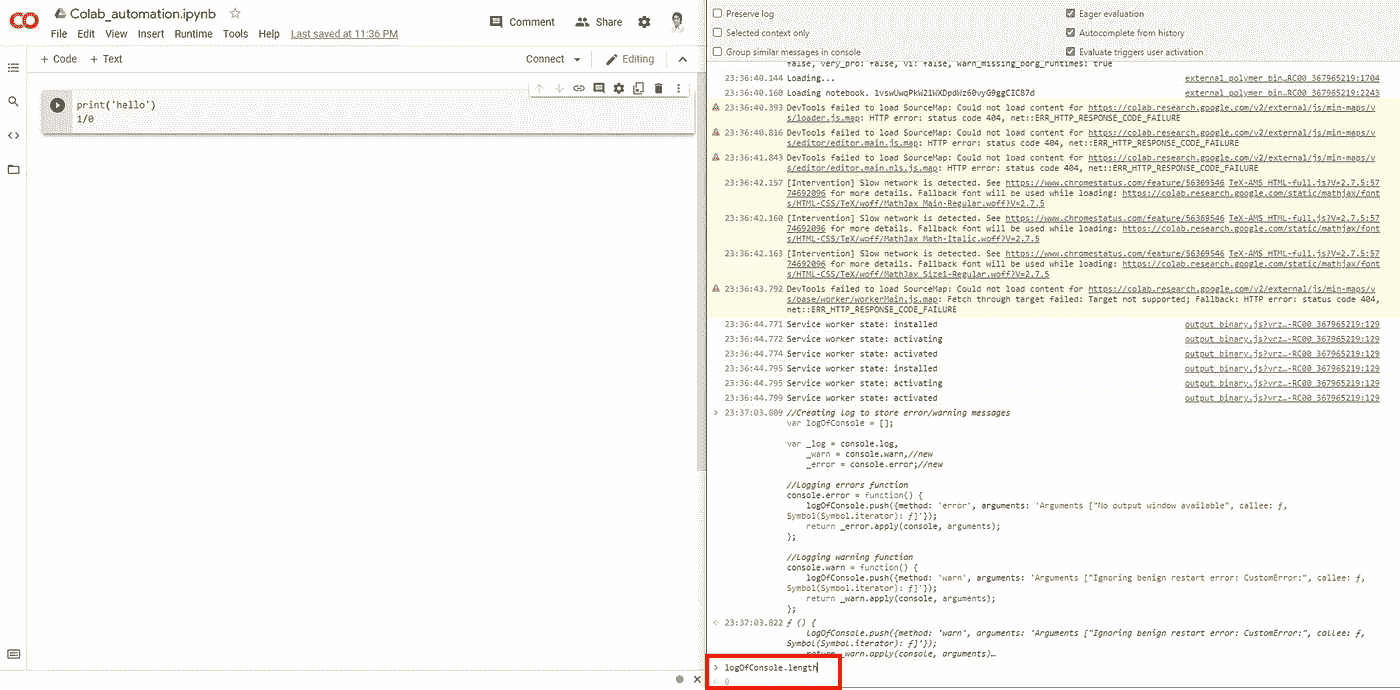 Colab_automation.ipynb
Comment
Share
File Edit View Insert Runtime Tools Help Last saved at 11:36 PM
+ Code + Text
Connect
Editing
print('hello')
1/0
Preserve log
Eager evaluation
Selected context only
Autocomplete from history
Group similar messages in console
Evaluate triggers user activation
false, very_pro: false, vi: false, warn_missing_borg_runtimes: true
23:36:40.144 Loading... external_polymer_bin…RC00_367965219:1704
23:36:40.160 Loading notebook. 1vswUwqPkW21WXDpdWz60vyG9ggCIC87d external_polymer_bin…RC00_367965219:2243
23:36:40.393 DevTools failed to load SourceMap: Could not load content for https://colab.research.google.com/v2/external/js/min-maps/v
s/loader.js.map: HTTP error: status code 404, net::ERR_HTTP_RESPONSE_CODE_FAILURE
23:36:40.816 DevTools failed to load SourceMap: Could not load content for https://colab.research.google.com/v2/external/js/min-maps/v
s/editor/editor.main.js.map: HTTP error: status code 404, net::ERR_HTTP_RESPONSE_CODE_FAILURE
23:36:41.843 DevTools failed to load SourceMap: Could not load content for https://colab.research.google.com/v2/external/js/min-maps/v
s/editor/editor.main.nls.js.map: HTTP error: status code 404, net::ERR_HTTP_RESPONSE_CODE_FAILURE
23:36:42.157 [Intervention] Slow network is detected. See https://www.chromestatus.com/feature/56369546 TeX-AMS_HTML-full.js?V=2.7.5:57
74692096 for more details. Fallback font will be used while loading: https://colab.research.google.com/static/mathjax/font
s/HTML-CSS/TeX/woff/MathJax_Main-Regular.woff?V=2.7.5
23:36:42.160 [Intervention] Slow network is detected. See https://www.chromestatus.com/feature/56369546 TeX-AMS_HTML-full.js?V=2.7.5:57
74692096 for more details. Fallback font will be used while loading: https://colab.research.google.com/static/mathjax/font
s/HTML-CSS/TeX/woff/MathJax_Math-Italic.woff?V=2.7.5
23:36:42.163 [Intervention] Slow network is detected. See https://www.chromestatus.com/feature/56369546 TeX-AMS_HTML-full.js?V=2.7.5:57
74692096 for more details. Fallback font will be used while loading: https://colab.research.google.com/static/mathjax/font
s/HTML-CSS/TeX/woff/MathJax_Size1-Regular.woff?V=2.7.5
23:36:43.792 DevTools failed to load SourceMap: Could not load content for https://colab.research.google.com/v2/external/js/min-maps/v
s/base/worker/workerMain.js.map: Fetch through target failed: Target not supported; Fallback: HTTP error: status code 404,
net::ERR_HTTP_RESPONSE_CODE_FAILURE
23:36:44.771 Service worker state: installed output_binary.js?vrz…-RC00_367965219:129
23:36:44.772 Service worker state: activating output_binary.js?vrz…-RC00_367965219:129
23:36:44.774 Service worker state: activated output_binary.js?vrz…-RC00_367965219:129
23:36:44.795 Service worker state: installed output_binary.js?vrz…-RC00_367965219:129
23:36:44.795 Service worker state: activating output_binary.js?vrz…-RC00_367965219:129
23:36:44.799 Service worker state: activated output_binary.js?vrz…-RC00_367965219:129
> 23:37:03.809 //Creating log to store error/warning messages
var logOfConsole = [];
var _log = console.log,
_warn = console.warn,//new
_error = console.error;//new
//Logging errors function
console.error = function() {
logOfConsole.push({method: 'error', arguments: 'Arguments ["No output window available", callee: ƒ,
Symbol(Symbol.iterator): ƒ]'});
return _error.apply(console, arguments);
};
//Logging warning function
console.warn = function() {
logOfConsole.push({method: 'warn', arguments: 'Arguments ["Ignoring benign restart error: CustomError:", callee: ƒ,
Symbol(Symbol.iterator): ƒ]'});
return _warn.apply(console, arguments);
};
23:37:03.822 ƒ () {
logOfConsole.push({method: 'warn', arguments: 'Arguments ["Ignoring benign restart error: CustomError:", callee: ƒ,
Symbol(Symbol.iterator): ƒ]'});
return _warn.apply(console, arguments)…
> logOfConsole.length
0